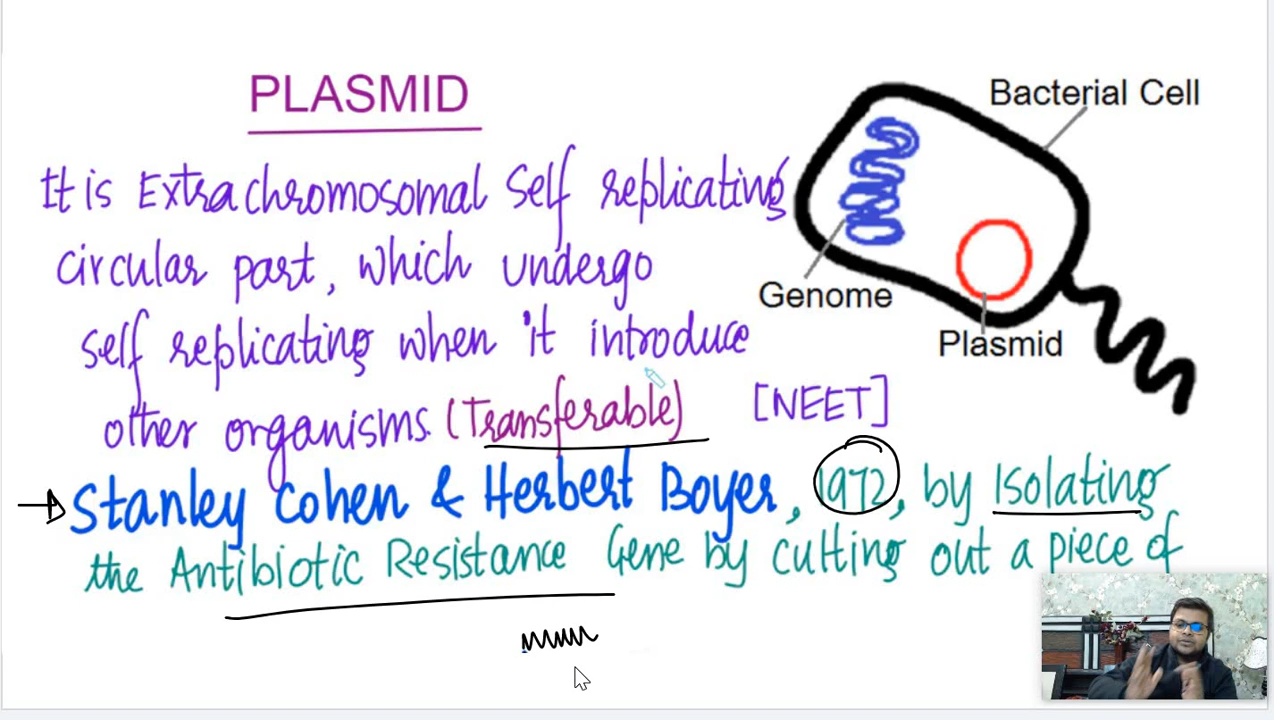 PLASMID
It is Extrachromosomal Self replicating
circular part, which undergo
self replicating when it introduce
other organisms. (Transferable) [NEET]
→ Stanley Cohen & Herbert Boyer, 1972, by Isolating
the Antibiotic Resistance Gene by cutting out a piece of
Bacterial Cell
Genome
Plasmid